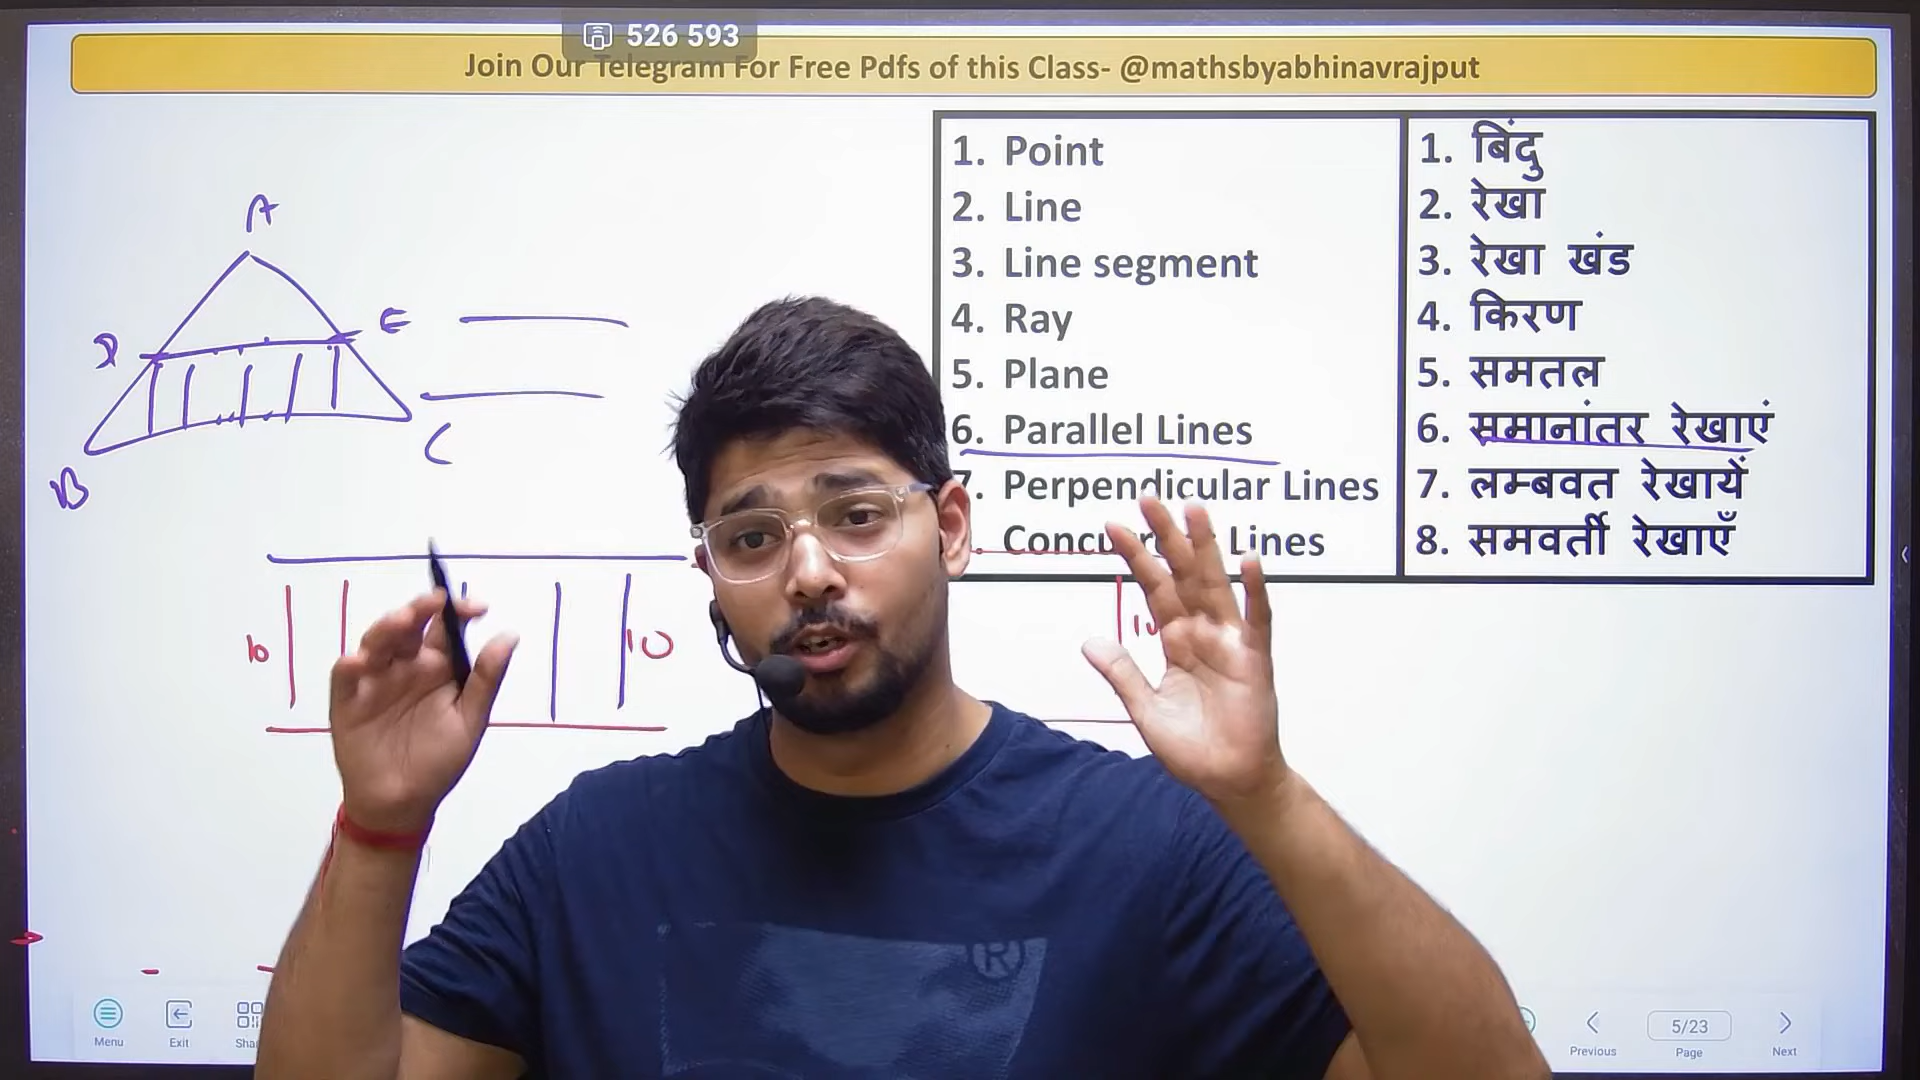 526 593
Join Our Telegram For Free Pdfs of this Class- @mathsbyabhinavrajput
1. Point
2. Line
3. Line segment
4. Ray
5. Plane
6. Parallel Lines
7. Perpendicular Lines
Lines
1. बिंदु
2. रेखा
3. रेखा खंड
4. किरण
5. समतल
6. समानांतर रेखाएं
7. लम्बवत रेखायें
8. समवर्ती रेखाएँ
A
D E
B C
10 10 10
®
Menu Exit
Previous 5/23 Page Next